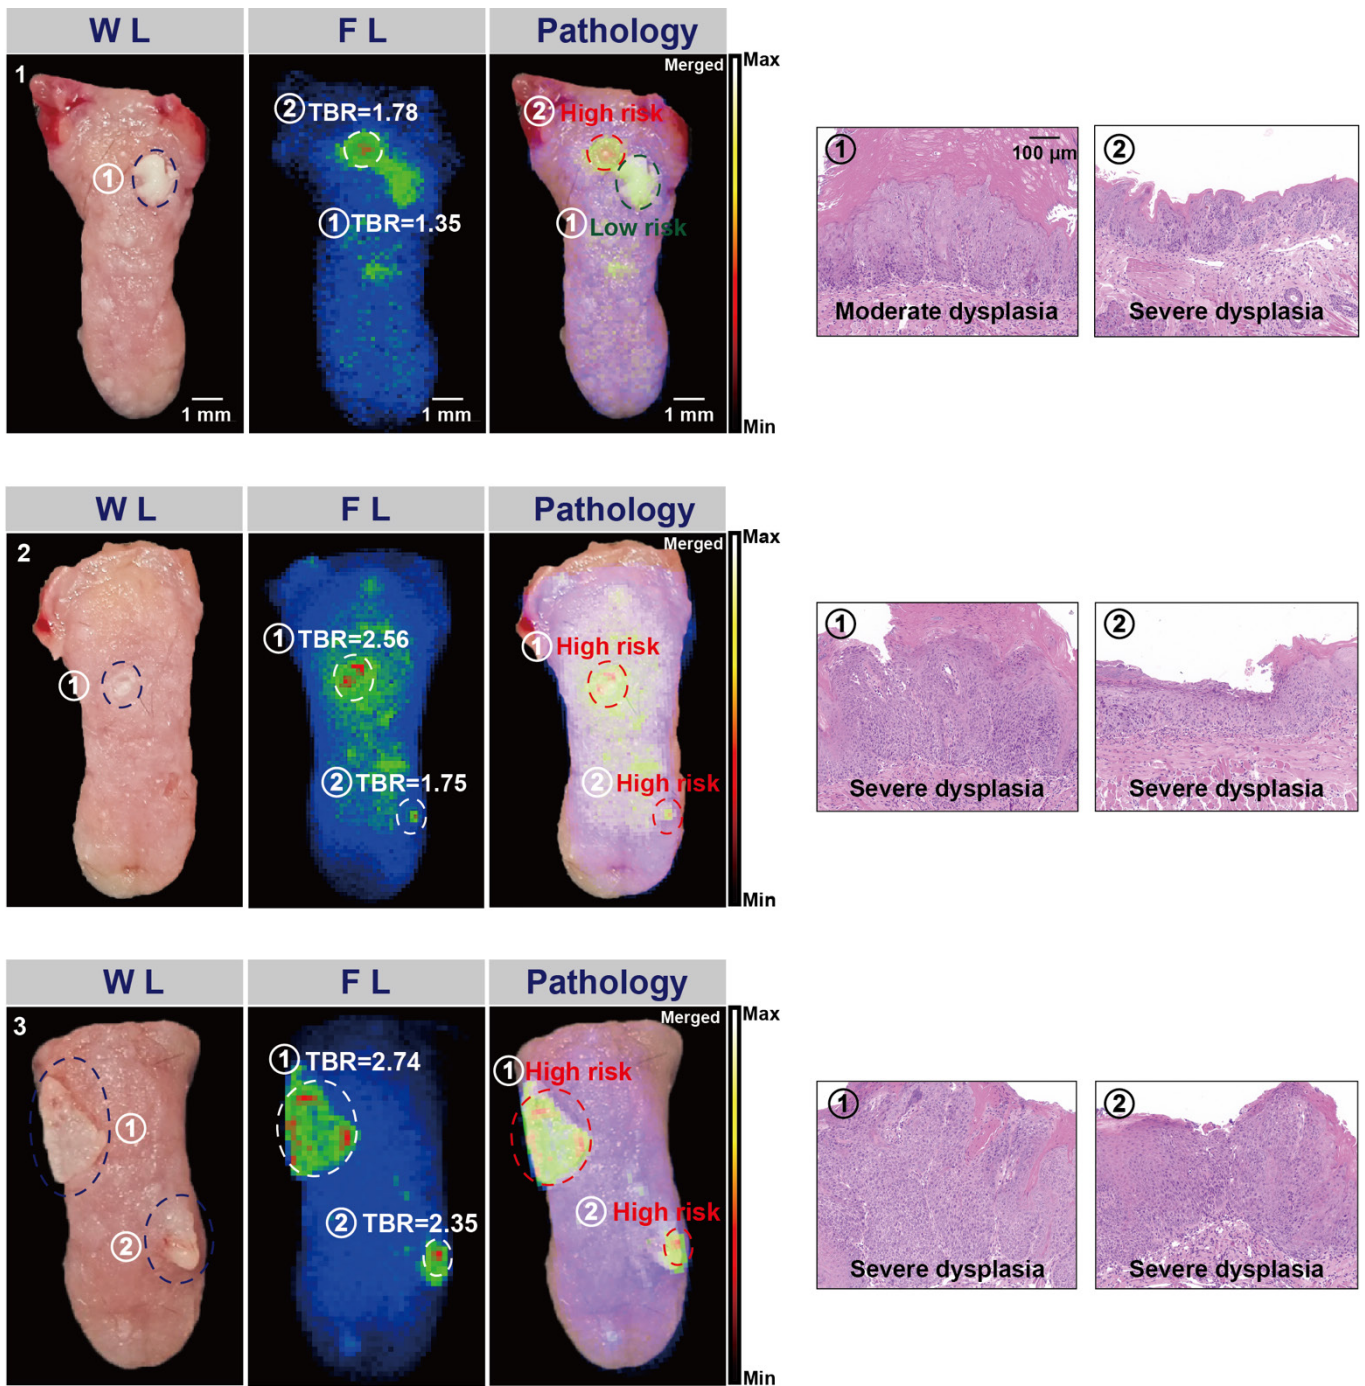 W L
F L
Pathology
1
①
② TBR=1.78
① TBR=1.35
Merged
② High risk
① Low risk
1 mm
1 mm
1 mm
Max
Min
①
100 µm
Moderate dysplasia
②
Severe dysplasia
W L
F L
Pathology
2
①
① TBR=2.56
② TBR=1.75
Merged
① High risk
② High risk
Max
Min
①
Severe dysplasia
②
Severe dysplasia
W L
F L
Pathology
3
①
②
① TBR=2.74
② TBR=2.35
Merged
① High risk
② High risk
Max
Min
①
Severe dysplasia
②
Severe dysplasia